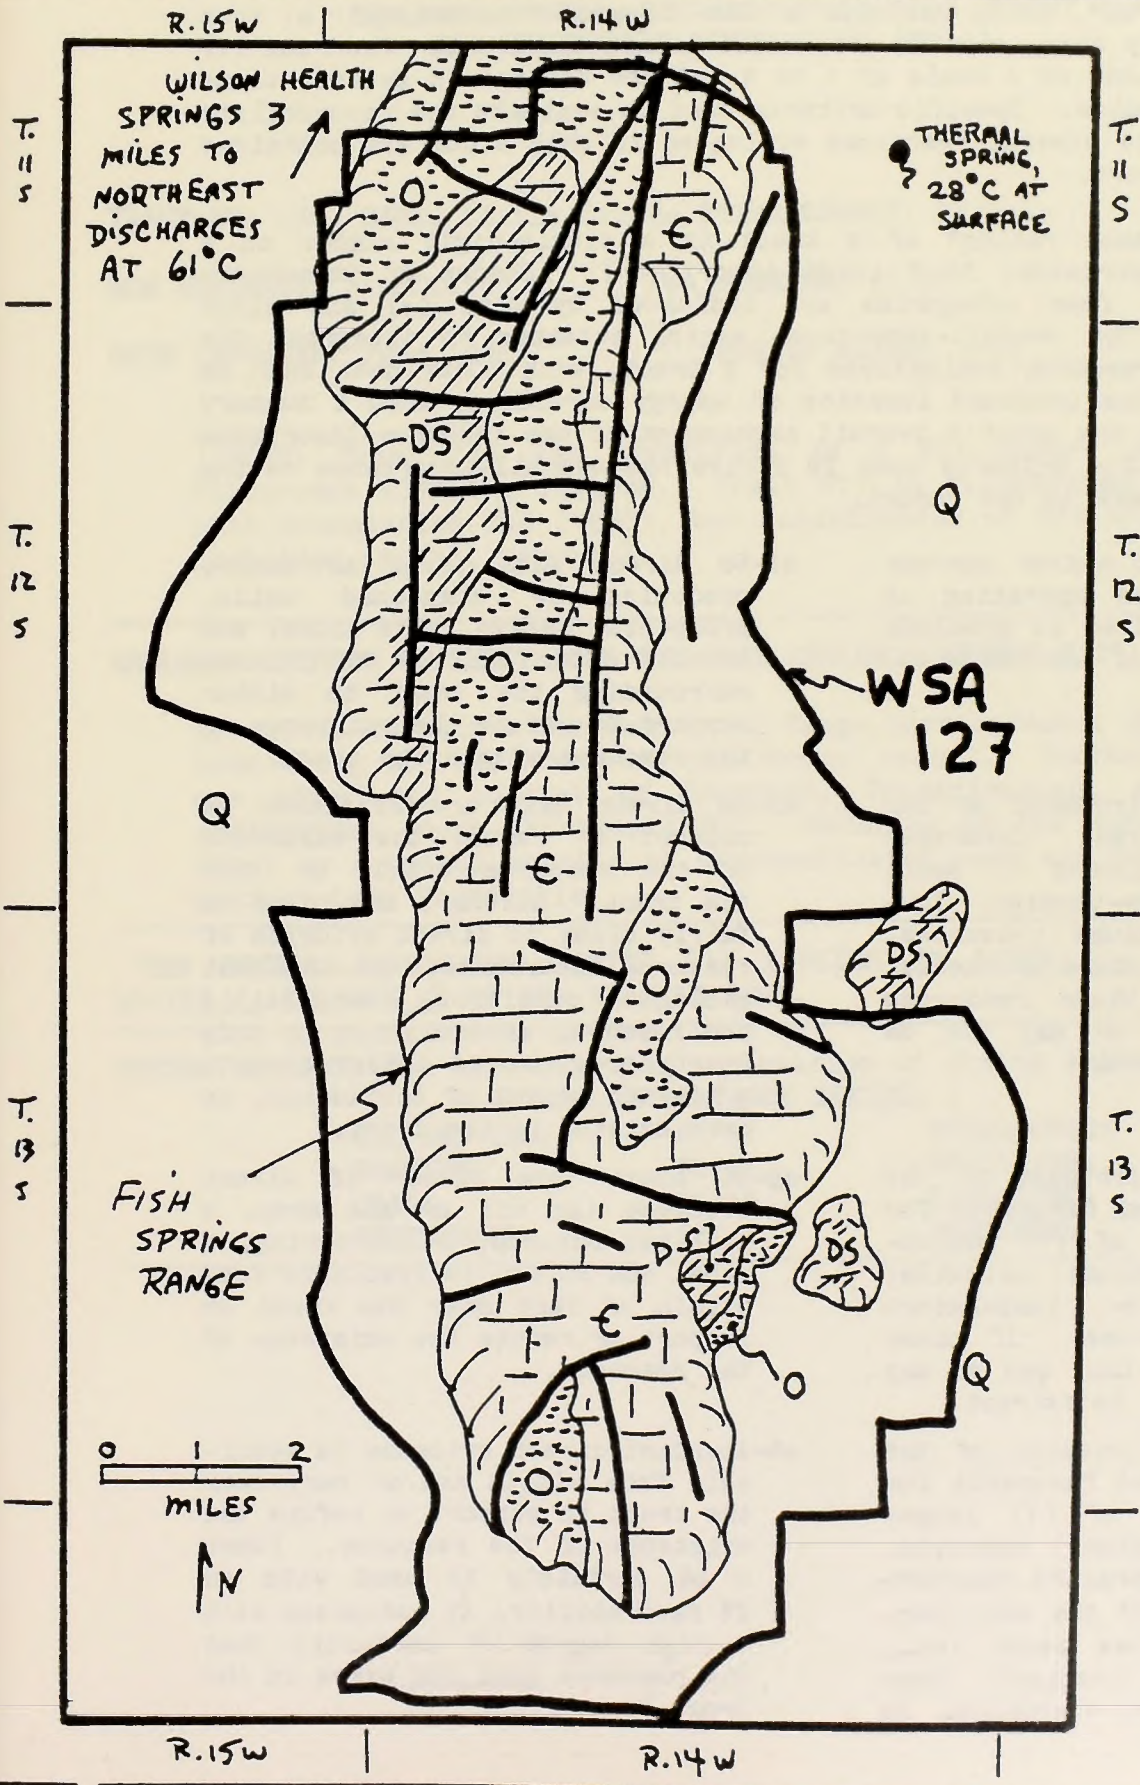 R.15W
R.14W
WILSON HEALTH
SPRINGS 3
MILES TO
NORTHEAST
DISCHARGES
AT 61°C
T.
11
S
THERMAL
SPRING,
28°C AT
SURFACE
T.
11
S
O
Є
DS
Q
T.
12
S
T.
12
S
O
WSA
127
Q
Є
DS
O
T.
13
S
T.
13
S
FISH
SPRINGS
RANGE
DS
DS
Є
O
Q
O
0 1 2
MILES
N
R.15W
R.14W